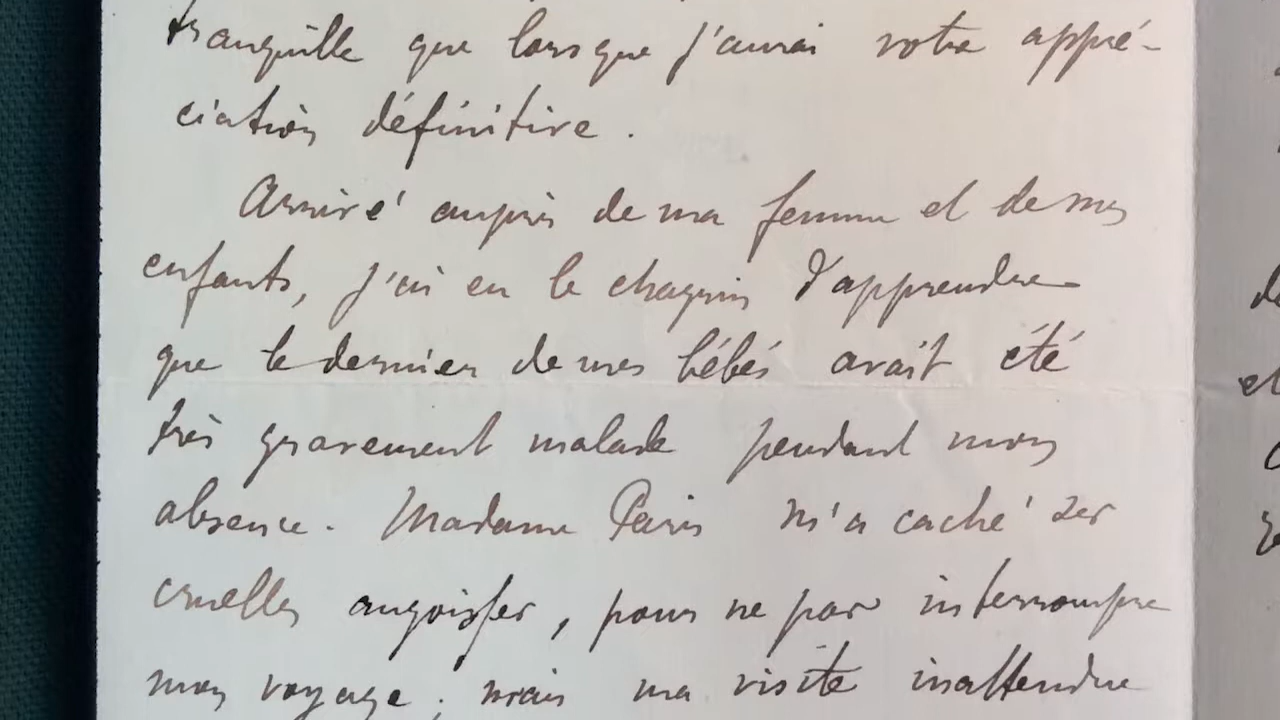 tranquille que lorsque j'aurai votre appré-
ciation définitive.
Arrivé auprès de ma femme et de mes
enfants, j'ai eu le chagrin d'apprendre
que le dernier de mes bébés avait été
très gravement malade pendant mon
absence. Madame Paris m'a caché ses
cruelles angoisses, pour ne pas interrompre
mon voyage; mais ma visite inattendue